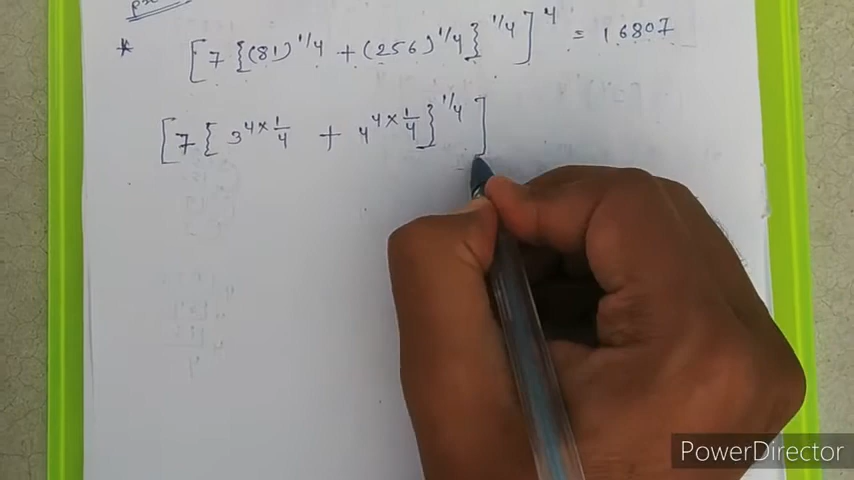 * [7{(81)^1/4 + (256)^1/4}^1/4]^4 = 16807
[7{3^4×1/4 + 4^4×1/4}^1/4]
PowerDirector